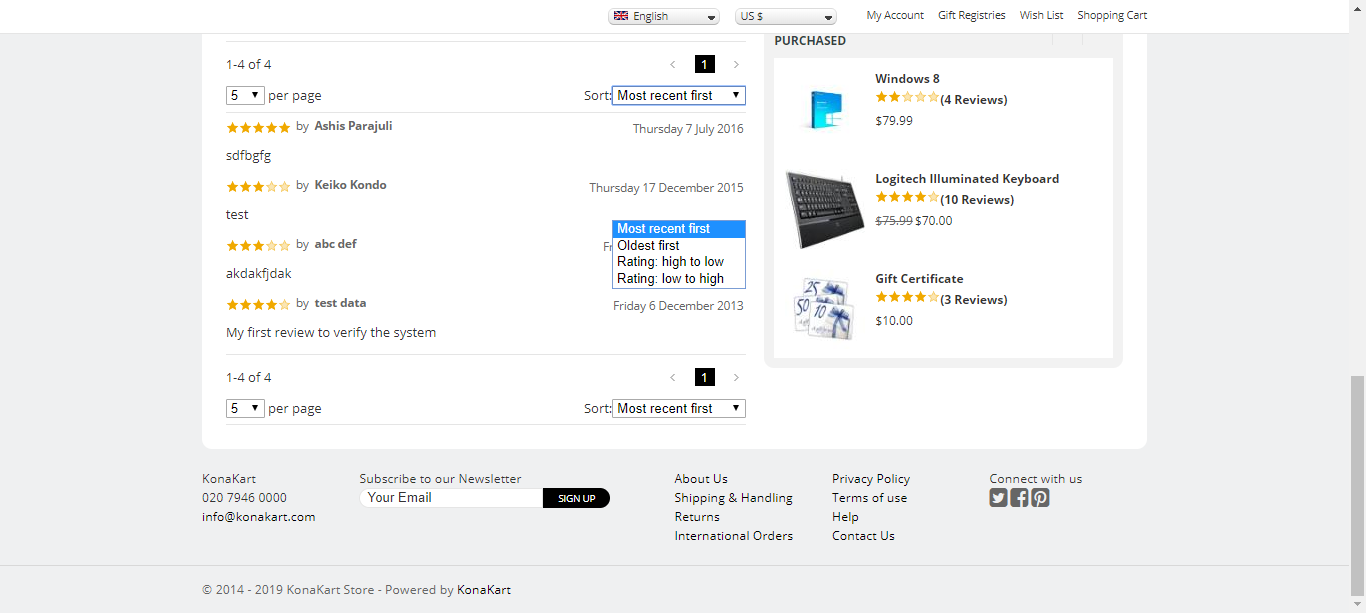 English
US $
My Account
Gift Registries
Wish List
Shopping Cart
1-4 of 4
< 1 >
5 per page
Sort: Most recent first
by Ashis Parajuli
Thursday 7 July 2016
sdfbgfg
by Keiko Kondo
Thursday 17 December 2015
test
by abc def
Fr
akdakfjdak
by test data
Friday 6 December 2013
My first review to verify the system
Most recent first
Oldest first
Rating: high to low
Rating: low to high
1-4 of 4
< 1 >
5 per page
Sort: Most recent first
PURCHASED
Windows 8
(4 Reviews)
$79.99
Logitech Illuminated Keyboard
(10 Reviews)
$75.99 $70.00
25
50
10
Gift Certificate
(3 Reviews)
$10.00
KonaKart
020 7946 0000
info@konakart.com
Subscribe to our Newsletter
Your Email
SIGN UP
About Us
Shipping & Handling
Returns
International Orders
Privacy Policy
Terms of use
Help
Contact Us
Connect with us
© 2014 - 2019 KonaKart Store - Powered by KonaKart